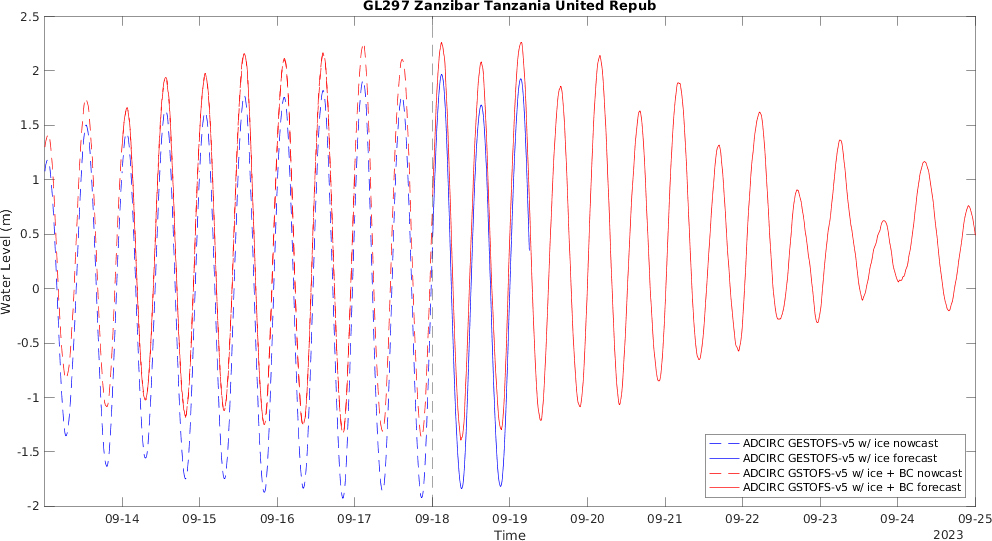 GL297 Zanzibar Tanzania United Repub
2.5
2
1.5
1
0.5
0
-0.5
-1
-1.5
-2
Water Level (m)
ADCIRC GESTOFS-v5 w/ ice nowcast
ADCIRC GESTOFS-v5 w/ ice forecast
ADCIRC GSTOFS-v5 w/ ice + BC nowcast
ADCIRC GSTOFS-v5 w/ ice + BC forecast
09-14 09-15 09-16 09-17 09-18 09-19 09-20 09-21 09-22 09-23 09-24 09-25
Time
2023